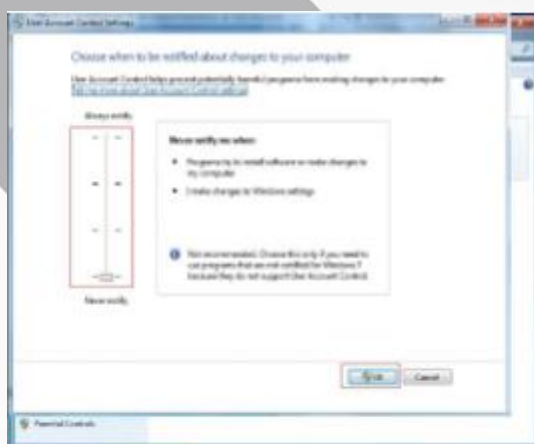 User Account Control Settings
Choose when to be notified about changes to your computer
User Account Control helps prevent potentially harmful programs from making changes to your computer.
Tell me more about User Account Control settings
Always notify
Never notify me when:
Programs try to install software or make changes to
my computer
I make changes to Windows settings
Not recommended. Choose this only if you need to
use programs that are not certified for Windows 7
because they do not support User Account Control.
Never notify
OK
Cancel
Parental Controls